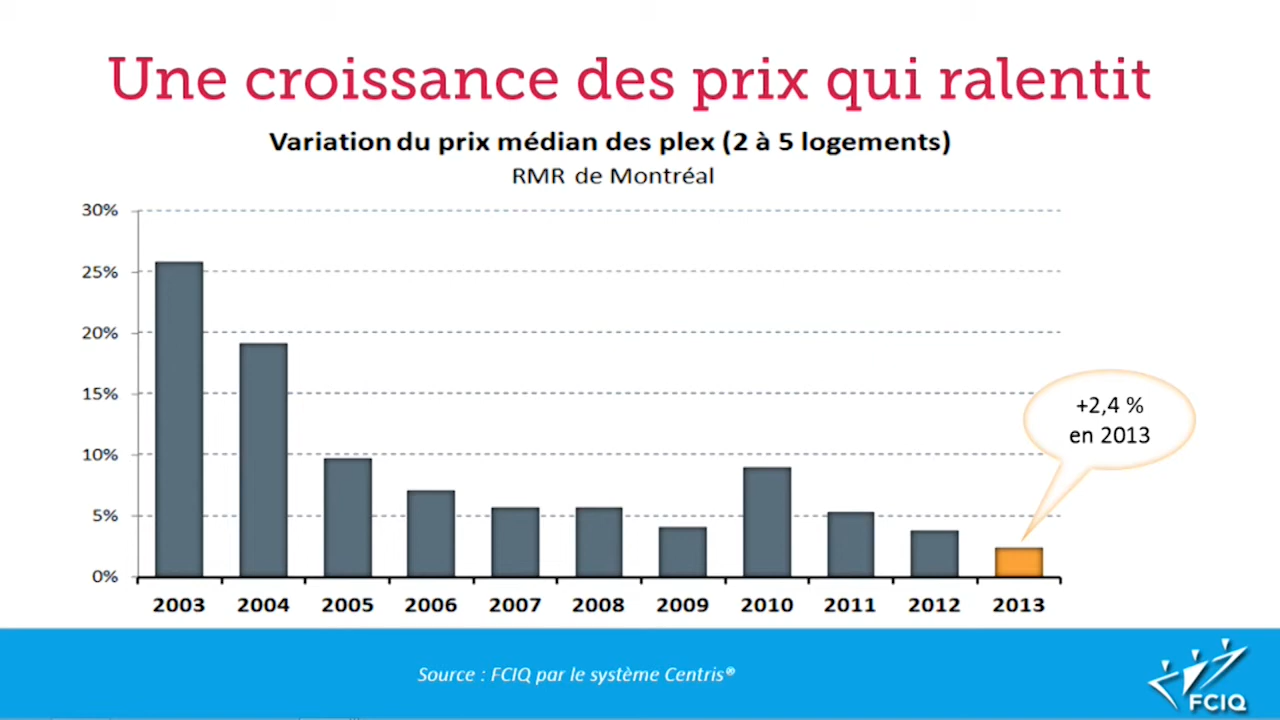 Une croissance des prix qui ralentit
Variation du prix médian des plex (2 à 5 logements)
RMR de Montréal
30%
25%
20%
15%
10%
5%
0%
+2,4 %
en 2013
2003 2004 2005 2006 2007 2008 2009 2010 2011 2012 2013
Source : FCIQ par le système Centris®
FCIQ